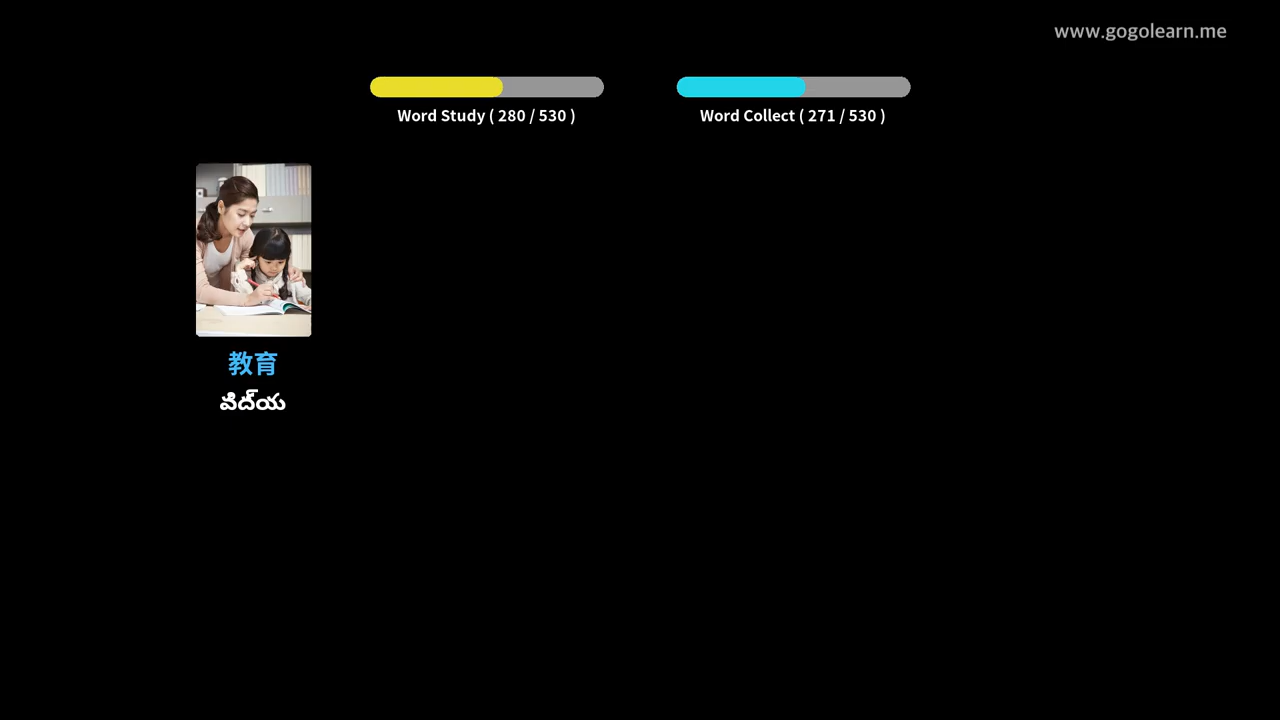 www.gogolearn.me
Word Study ( 280 / 530 )
Word Collect ( 271 / 530 )
教育
విద్‌య